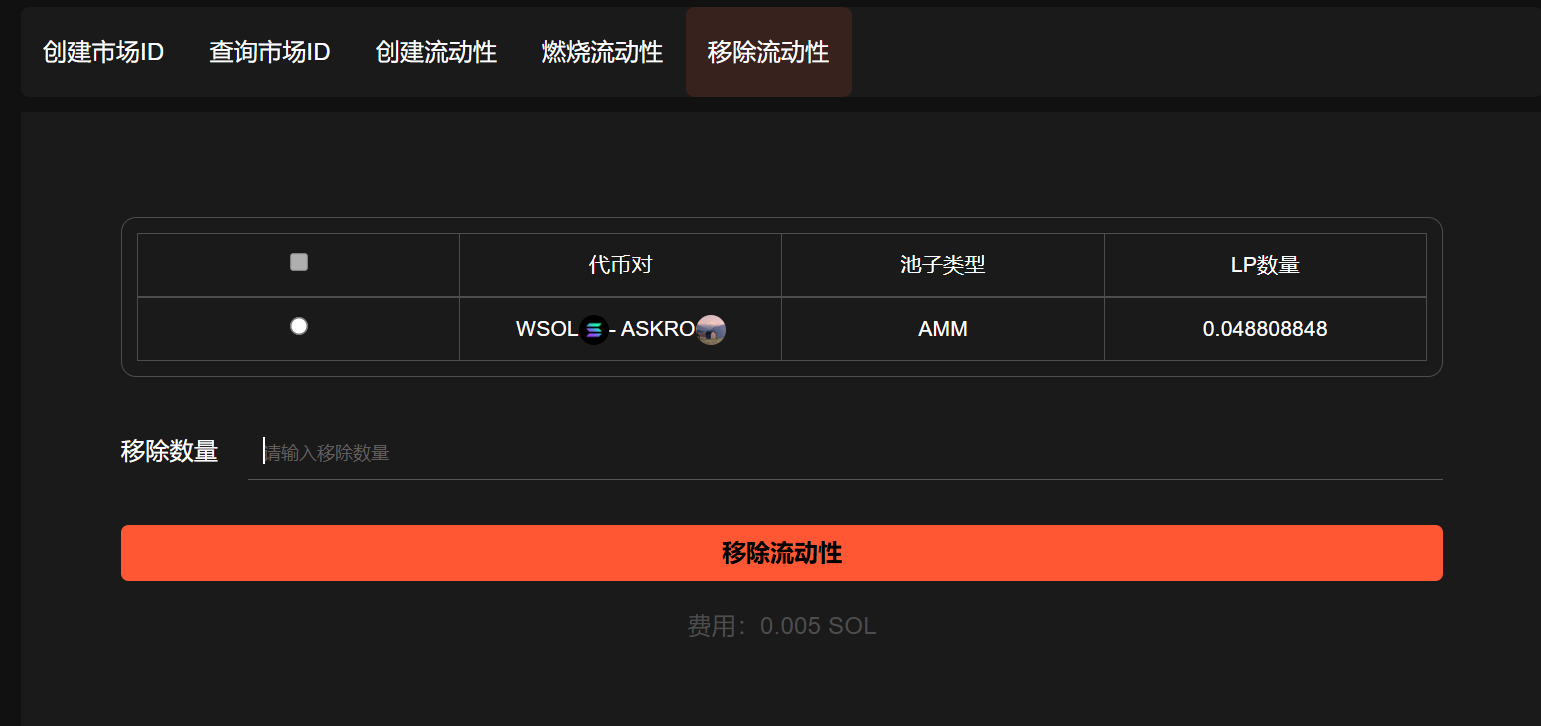 创建市场ID 查询市场ID 创建流动性 燃烧流动性 移除流动性
代币对 池子类型 LP数量
WSOL - ASKRO AMM 0.048808848
移除数量 请输入移除数量
移除流动性
费用：0.005 SOL